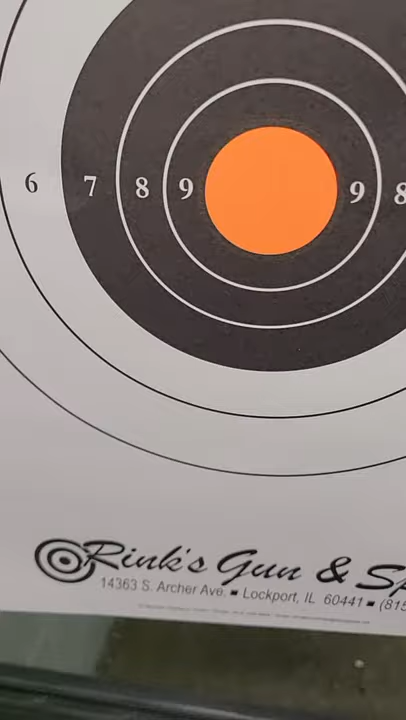 6 7 8 9 9 8
Rink's Gun & Sp
14363 S. Archer Ave. ▪ Lockport, IL 60441 ▪ (815